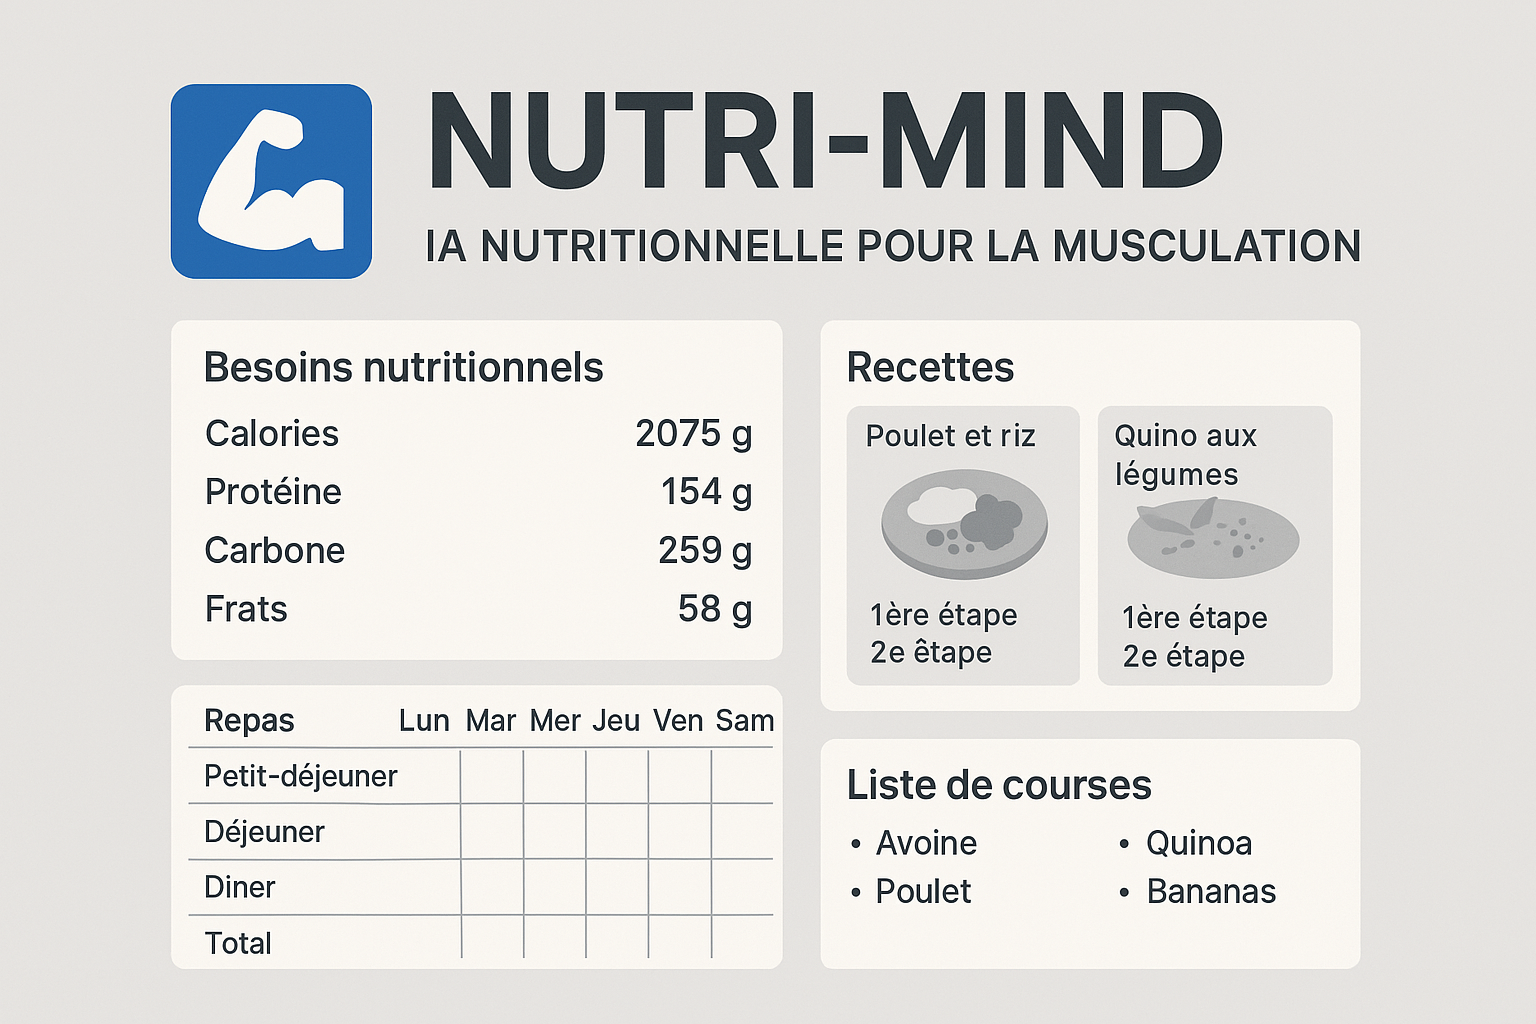 NUTRI-MIND
IA NUTRITIONNELLE POUR LA MUSCULATION
Besoins nutritionnels
Calories 2075 g
Protéine 154 g
Carbone 259 g
Frats 58 g
Repas Lun Mar Mer Jeu Ven Sam
Petit-déjeuner
Déjeuner
Diner
Total
Recettes
Poulet et riz
1ère étape
2e êtape
Quino aux
légumes
1ère étape
2e étape
Liste de courses
• Avoine
• Poulet
• Quinoa
• Bananas